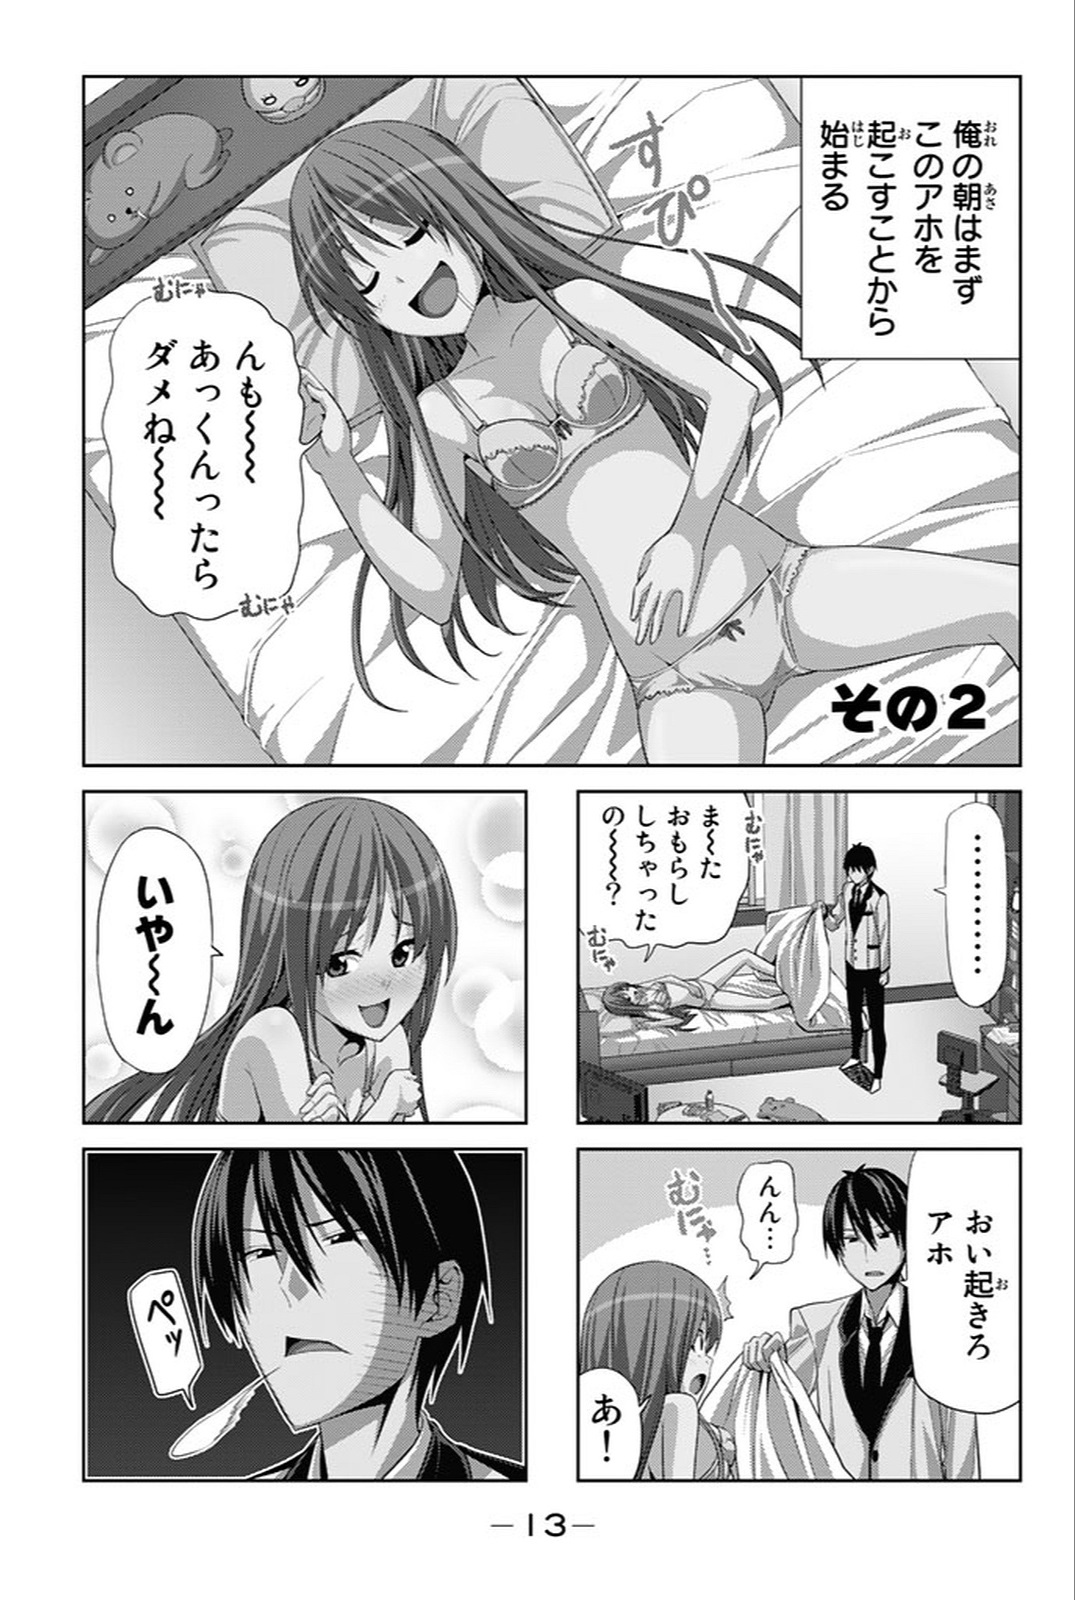 俺の朝はまず
このアホを
起こすことから
始まる
すぴー
むにゃ
んも～～～
あっくんったら
ダメね～～～
むにゃ
その2
…………
むにゃ
ま～た
おもらし
しちゃった
の～～～？
むにゃ
おい起きろ
アホ
んん…
むにゃ…
あ！
いや～ん
ペッ
—13—